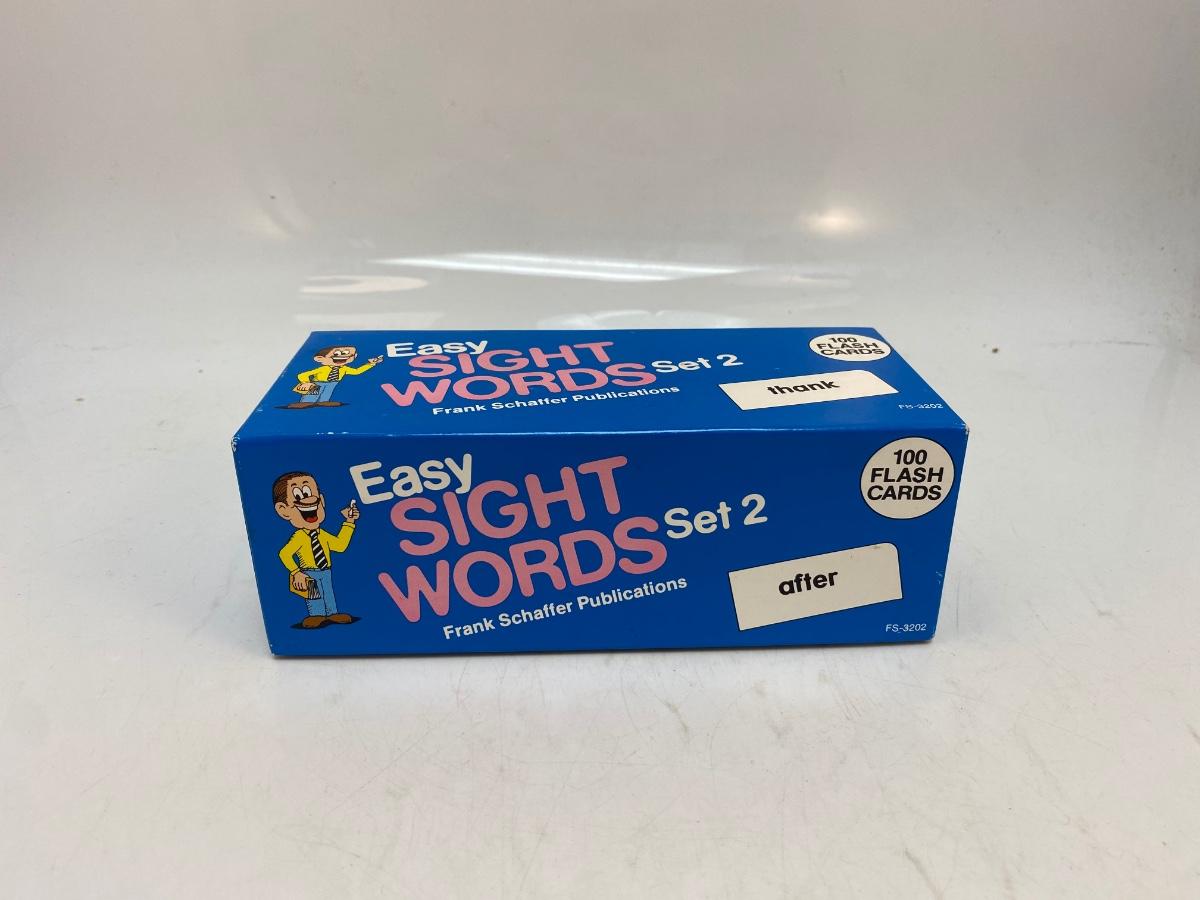 Easy
SIGHT
WORDS Set 2
Frank Schaffer Publications
100
FLASH
CARDS
thank
FS-3202
Easy
SIGHT
WORDS Set 2
Frank Schaffer Publications
100
FLASH
CARDS
after
FS-3202